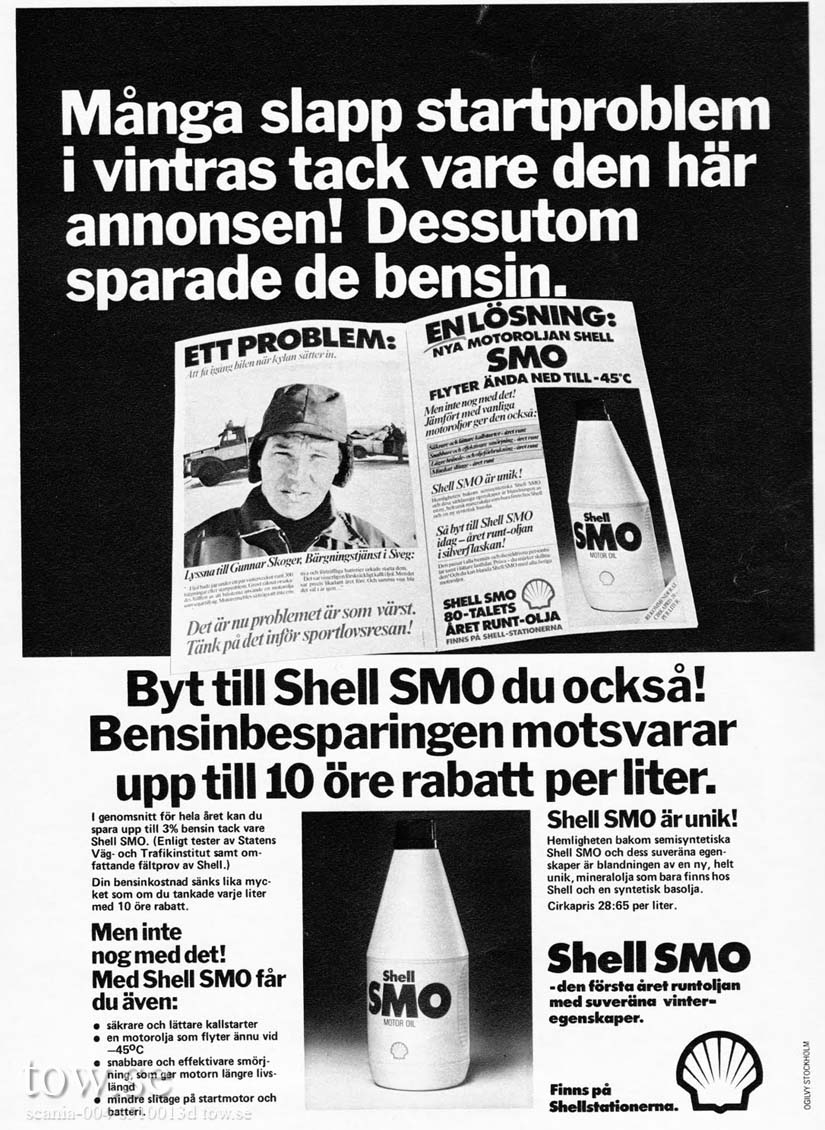 Många slapp startproblem
i vintras tack vare den här
annonsen! Dessutom
sparade de bensin.
ETT PROBLEM:
Att få igång bilen när kylan sätter in.
Lyssna till Gunnar Skoger, Bärgningstjänst i Sveg:
Det är nu problemet är som värst.
Tänk på det inför sportlovsresan!
EN LÖSNING:
NYA MOTOROLJAN SHELL
SMO
FLYTER ÄNDA NED TILL -45°C
Men inte nog med det!
Jämfört med vanliga
motoroljor ger den också:
Shell SMO är unik!
Så byt till Shell SMO
idag – året runt-oljan
i silverflaskan!
SHELL SMO
80-TALETS
ÅRET RUNT-OLJA
FINNS PÅ SHELL-STATIONERNA
Shell
SMO
MOTOR OIL
Byt till Shell SMO du också!
Bensinbesparingen motsvarar
upp till 10 öre rabatt per liter.
I genomsnitt för hela året kan du
spara upp till 3% bensin tack vare
Shell SMO. (Enligt tester av Statens
Väg- och Trafikinstitut samt om-
fattande fältprov av Shell.)
Din bensinkostnad sänks lika myc-
ket som om du tankade varje liter
med 10 öre rabatt.
Men inte
nog med det!
Med Shell SMO får
du även:
● säkrare och lättare kallstarter
● en motorolja som flyter ännu vid
–45ºC
● snabbare och effektivare smörj-
ning, som ger motorn längre livs-
längd
● mindre slitage på startmotor och
batteri.
Shell
SMO
MOTOR OIL
Shell SMO är unik!
Hemligheten bakom semisyntetiska
Shell SMO och dess suveräna egen-
skaper är blandningen av en ny, helt
unik, mineralolja som bara finns hos
Shell och en syntetisk basolja.
Cirkapris 28:65 per liter.
Shell SMO
- den första året runtoljan
med suveräna vinter-
egenskaper.
Finns på
Shellstationerna.
OGILVY STOCKHOLM
tow.se